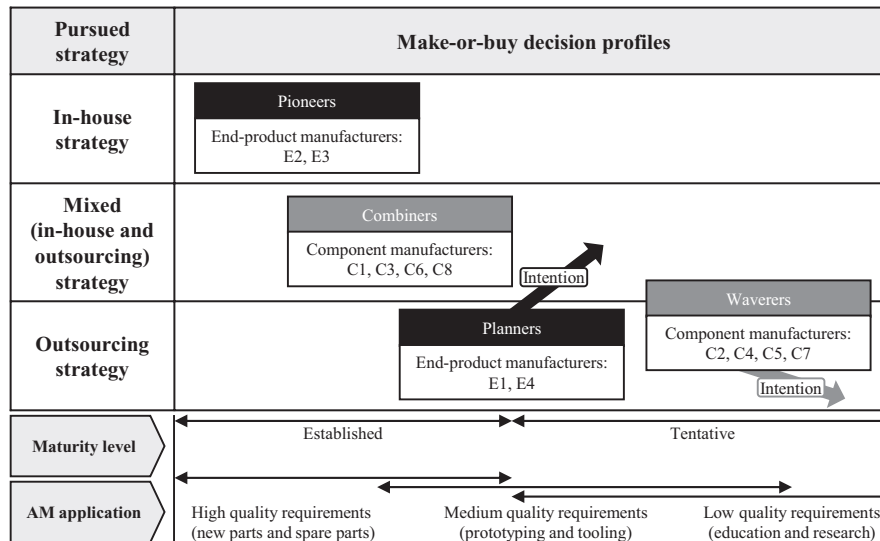 Pursued
strategy
Make-or-buy decision profiles
In-house
strategy
Pioneers
End-product manufacturers:
E2, E3
Mixed
(in-house and
outsourcing)
strategy
Combiners
Component manufacturers:
C1, C3, C6, C8
Intention
Outsourcing
strategy
Planners
End-product manufacturers:
E1, E4
Waverers
Component manufacturers:
C2, C4, C5, C7
Intention
Maturity level
Established
Tentative
AM application
High quality requirements
(new parts and spare parts)
Medium quality requirements
(prototyping and tooling)
Low quality requirements
(education and research)